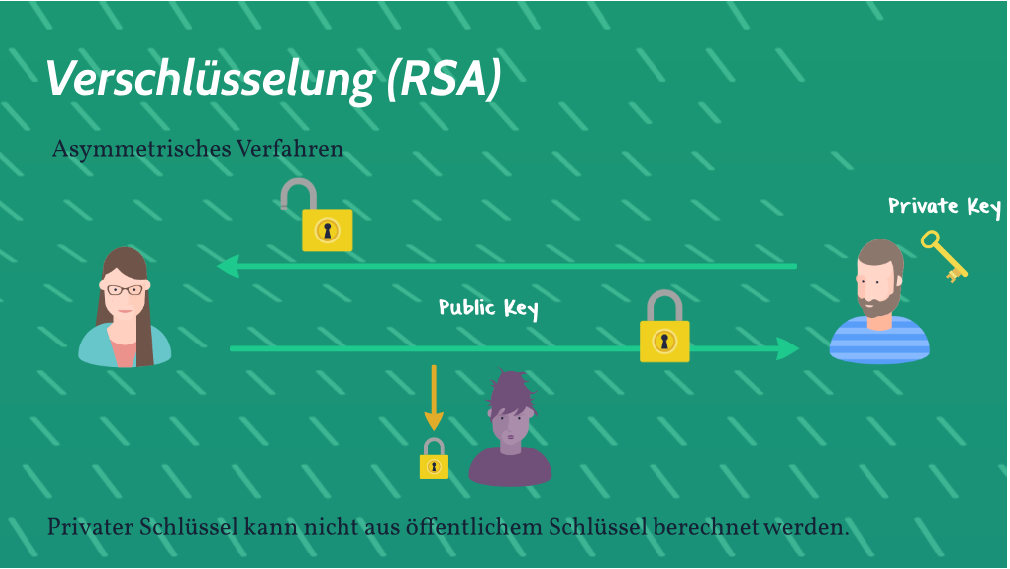 Verschlüsselung (RSA)
Asymmetrisches Verfahren
Private Key
Public Key
Privater Schlüssel kann nicht aus öffentlichem Schlüssel berechnet werden.